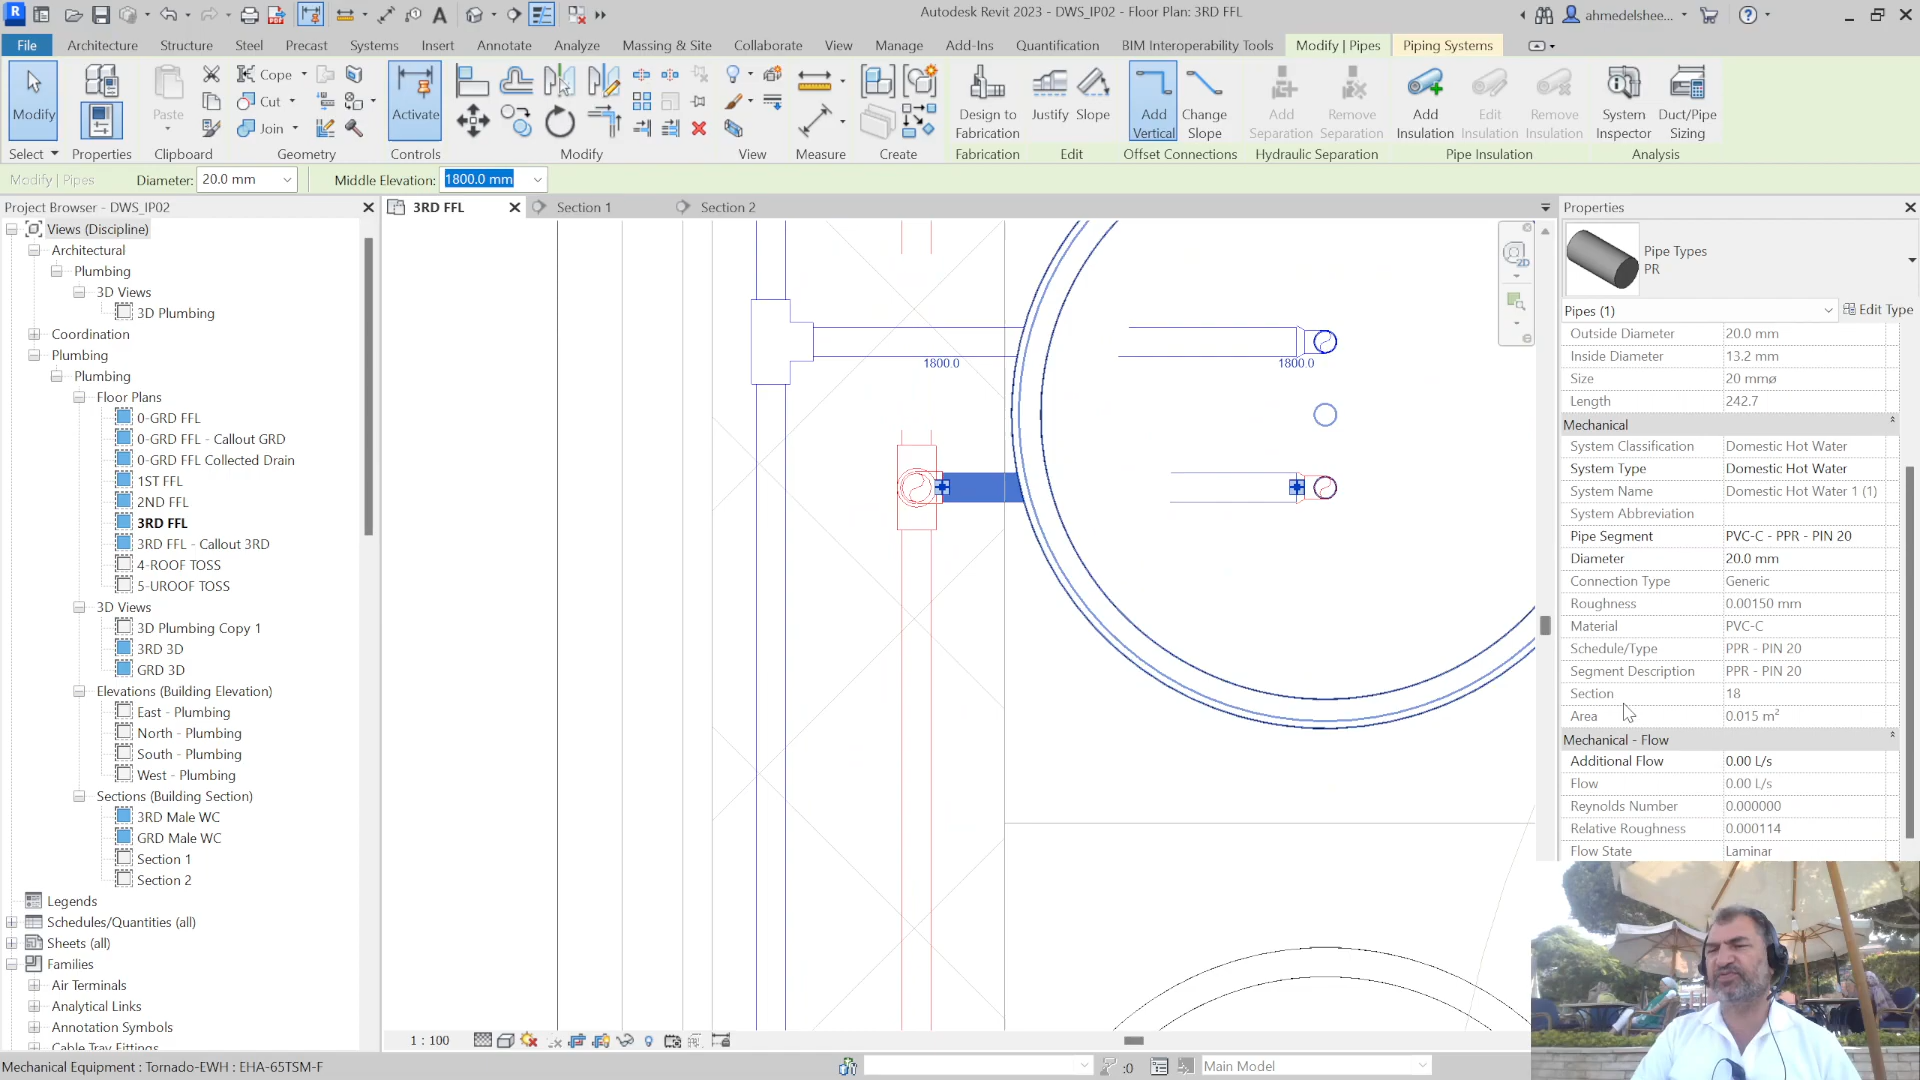 Autodesk Revit 2023 - DWS_IP02 - Floor Plan: 3RD FFL
ahmedelshee...
File Architecture Structure Steel Precast Systems Insert Annotate Analyze Massing & Site Collaborate View Manage Add-Ins Quantification BIM Interoperability Tools Modify | Pipes Piping Systems
Modify
Select
Properties
Paste
Clipboard
Cope
Cut
Join
Geometry
Activate
Controls
Modify
View
Measure
Create
Design to
Fabrication
Fabrication
Justify
Slope
Edit
Add
Vertical
Change
Slope
Offset Connections
Add
Separation
Remove
Separation
Hydraulic Separation
Add
Insulation
Edit
Insulation
Remove
Insulation
Pipe Insulation
System
Inspector
Duct/Pipe
Sizing
Analysis
Modify | Pipes
Diameter: 20.0 mm
Middle Elevation: 1800.0 mm
Project Browser - DWS_IP02
Views (Discipline)
Architectural
Plumbing
3D Views
3D Plumbing
Coordination
Plumbing
Plumbing
Floor Plans
0-GRD FFL
0-GRD FFL - Callout GRD
0-GRD FFL Collected Drain
1ST FFL
2ND FFL
3RD FFL
3RD FFL - Callout 3RD
4-ROOF TOSS
5-UROOF TOSS
3D Views
3D Plumbing Copy 1
3RD 3D
GRD 3D
Elevations (Building Elevation)
East - Plumbing
North - Plumbing
South - Plumbing
West - Plumbing
Sections (Building Section)
3RD Male WC
GRD Male WC
Section 1
Section 2
Legends
Schedules/Quantities (all)
Sheets (all)
Families
Air Terminals
Analytical Links
Annotation Symbols
Cable Tray Fittings
3RD FFL
Section 1
Section 2
1800.0
1800.0
2D
Properties
Pipe Types
PR
Pipes (1)
Edit Type
Outside Diameter 20.0 mm
Inside Diameter 13.2 mm
Size 20 mmø
Length 242.7
Mechanical
System Classification Domestic Hot Water
System Type Domestic Hot Water
System Name Domestic Hot Water 1 (1)
System Abbreviation
Pipe Segment PVC-C - PPR - PIN 20
Diameter 20.0 mm
Connection Type Generic
Roughness 0.00150 mm
Material PVC-C
Schedule/Type PPR - PIN 20
Segment Description PPR - PIN 20
Section 18
Area 0.015 m²
Mechanical - Flow
Additional Flow 0.00 L/s
Flow 0.00 L/s
Reynolds Number 0.000000
Relative Roughness 0.000114
Flow State Laminar
1 : 100
Mechanical Equipment : Tornado-EWH : EHA-65TSM-F
:0
Main Model